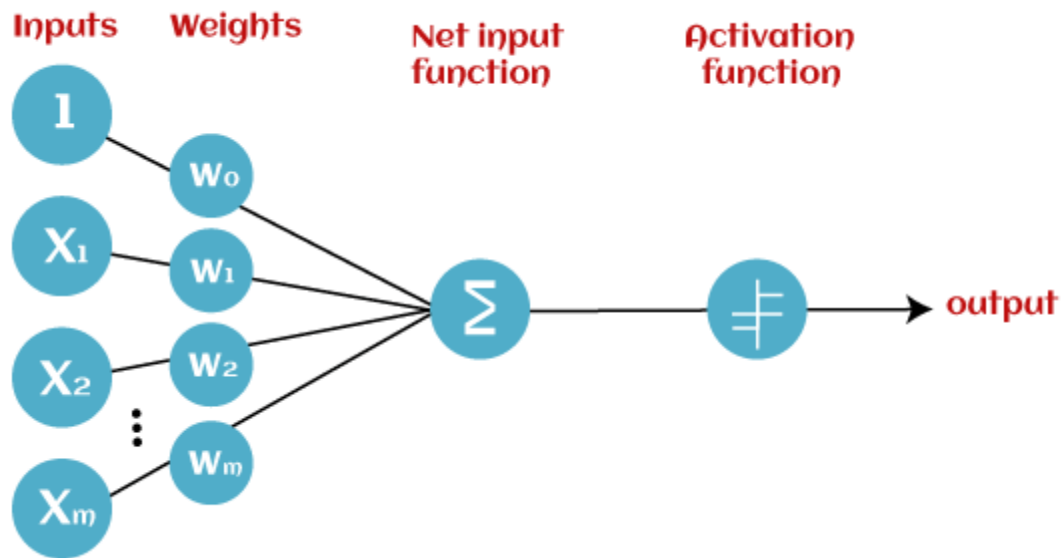 Inputs
Weights
Net input
function
Activation
function
1
W0
X1
W1
Σ
output
X2
W2
Xm
Wm